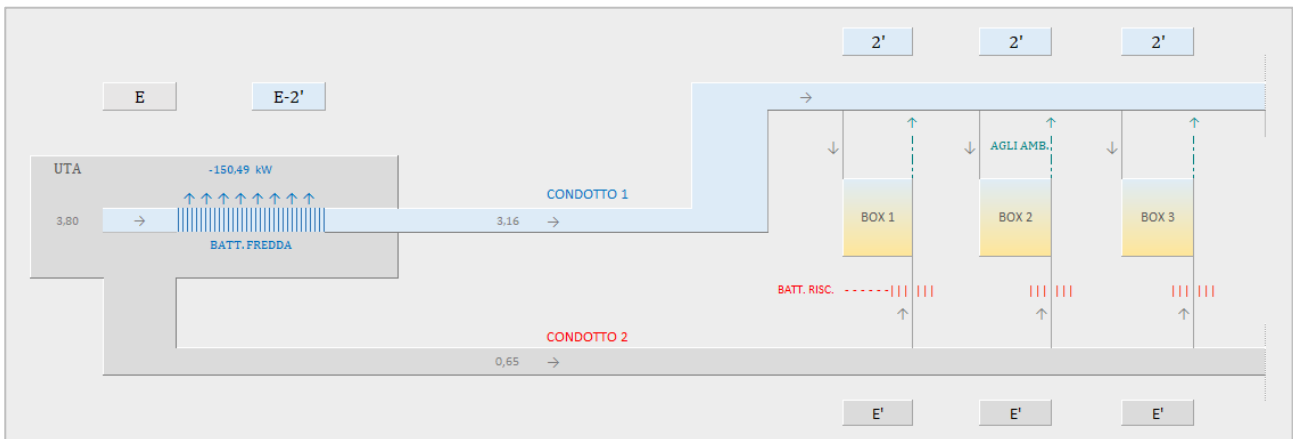 2' 2' 2'
E E-2'
UTA -150,49 kW
AGLI AMB.
CONDOTTO 1
3,80 3,16
BOX 1 BOX 2 BOX 3
BATT. FREDDA
BATT. RISC.
CONDOTTO 2
0,65
E' E' E'